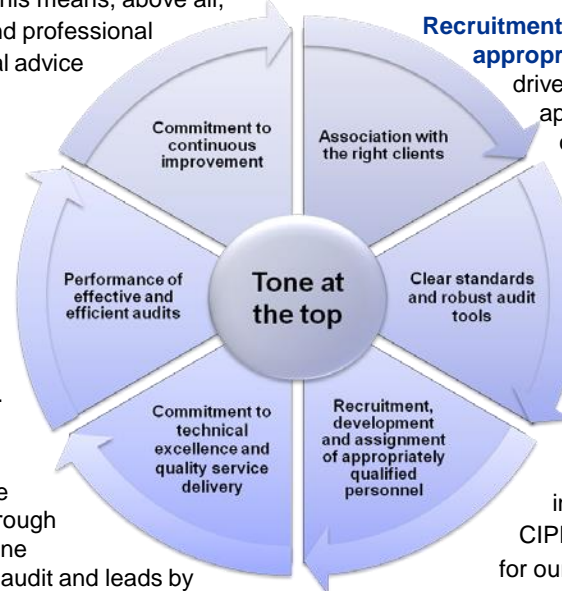 his means, above all,
nd professional
al advice
Recruitment
appropr
drive
ap
Commitment to
continuous
improvement
Association with
the right clients
Performance of
effective and
efficient audits
Tone at
the top
Clear standards
and robust audit
tools
Commitment to
technical
excellence and
quality service
delivery
Recruitment,
development
and assignment
of appropriately
qualified
personnel
rough
ne
audit and leads by
in
CIP
for ou